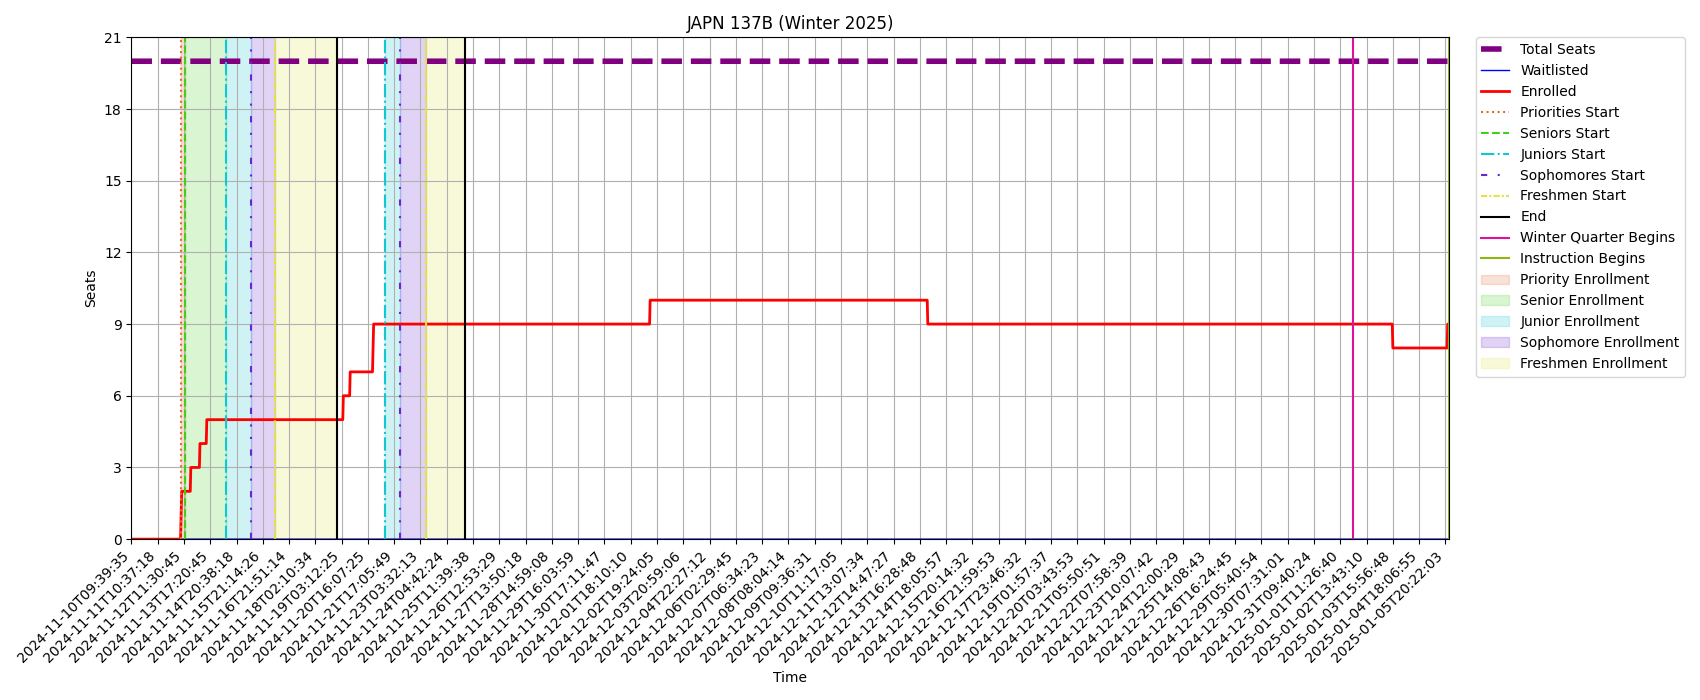 JAPN 137B (Winter 2025)
21
18
15
12
9
6
3
0
Seats
2024-11-10T09:39:35
2024-11-11T10:37:18
2024-11-12T11:30:45
2024-11-13T17:20:45
2024-11-14T20:38:18
2024-11-15T21:14:26
2024-11-16T21:51:14
2024-11-18T02:10:34
2024-11-19T03:12:25
2024-11-20T16:07:25
2024-11-21T17:05:49
2024-11-23T03:32:13
2024-11-24T04:42:24
2024-11-25T11:39:38
2024-11-26T12:53:29
2024-11-27T13:50:18
2024-11-28T14:59:08
2024-11-29T16:03:59
2024-11-30T17:11:47
2024-12-01T18:10:10
2024-12-02T19:24:05
2024-12-03T20:59:06
2024-12-04T22:27:12
2024-12-06T02:29:45
2024-12-07T06:34:23
2024-12-08T08:04:14
2024-12-09T09:36:31
2024-12-10T11:17:05
2024-12-11T13:07:34
2024-12-12T14:47:27
2024-12-13T16:28:48
2024-12-14T18:05:57
2024-12-15T20:14:32
2024-12-16T21:59:53
2024-12-17T23:46:32
2024-12-19T01:57:37
2024-12-20T03:43:53
2024-12-21T05:50:51
2024-12-22T07:58:39
2024-12-23T10:07:42
2024-12-24T12:00:29
2024-12-25T14:08:43
2024-12-26T16:24:45
2024-12-29T05:40:54
2024-12-30T07:31:01
2024-12-31T09:40:24
2025-01-01T11:26:40
2025-01-02T13:43:10
2025-01-03T15:56:48
2025-01-04T18:06:55
2025-01-05T20:22:03
Time
Total Seats
Waitlisted
Enrolled
Priorities Start
Seniors Start
Juniors Start
Sophomores Start
Freshmen Start
End
Winter Quarter Begins
Instruction Begins
Priority Enrollment
Senior Enrollment
Junior Enrollment
Sophomore Enrollment
Freshmen Enrollment